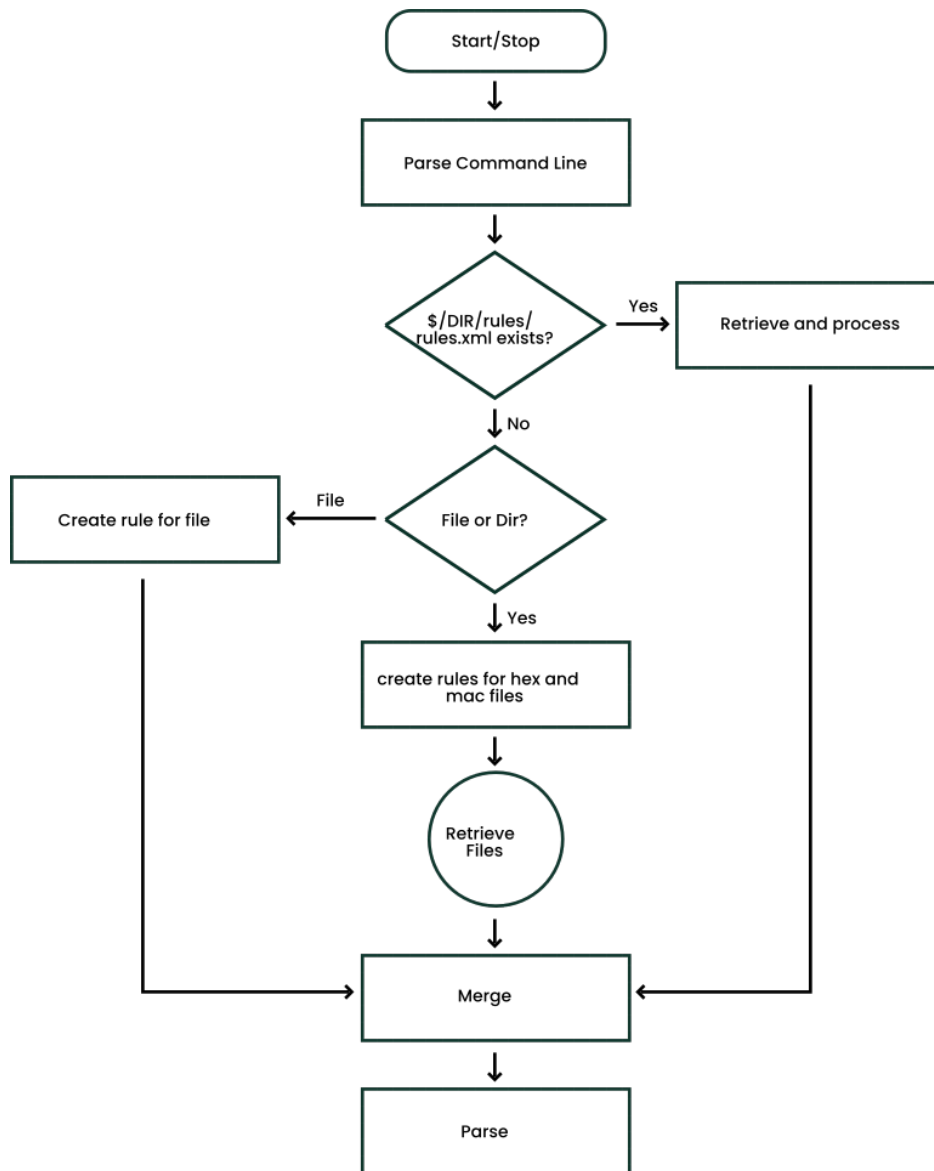 Start/Stop
Parse Command Line
$/DIR/rules/
rules.xml exists?
Yes
Retrieve and process
No
File or Dir?
File
Create rule for file
Yes
create rules for hex and
mac files
Retrieve
Files
Merge
Parse